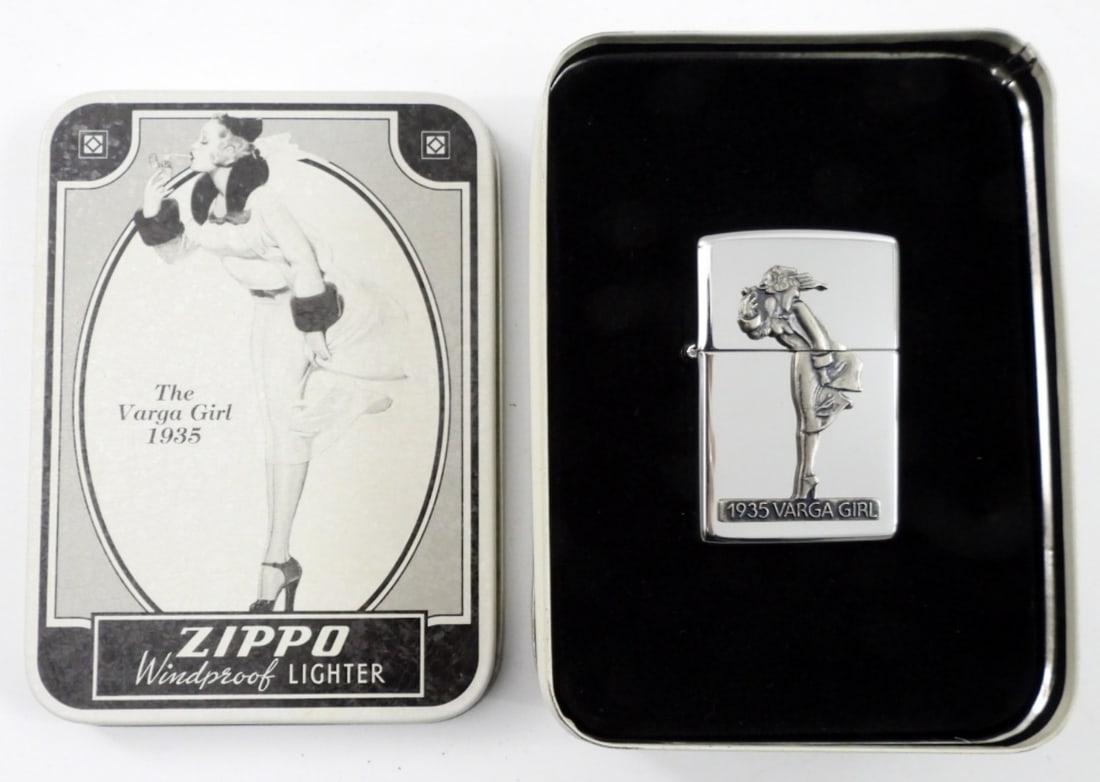 The
Varga Girl
1935
ZIPPO
Windproof LIGHTER
1935 VARGA GIRL